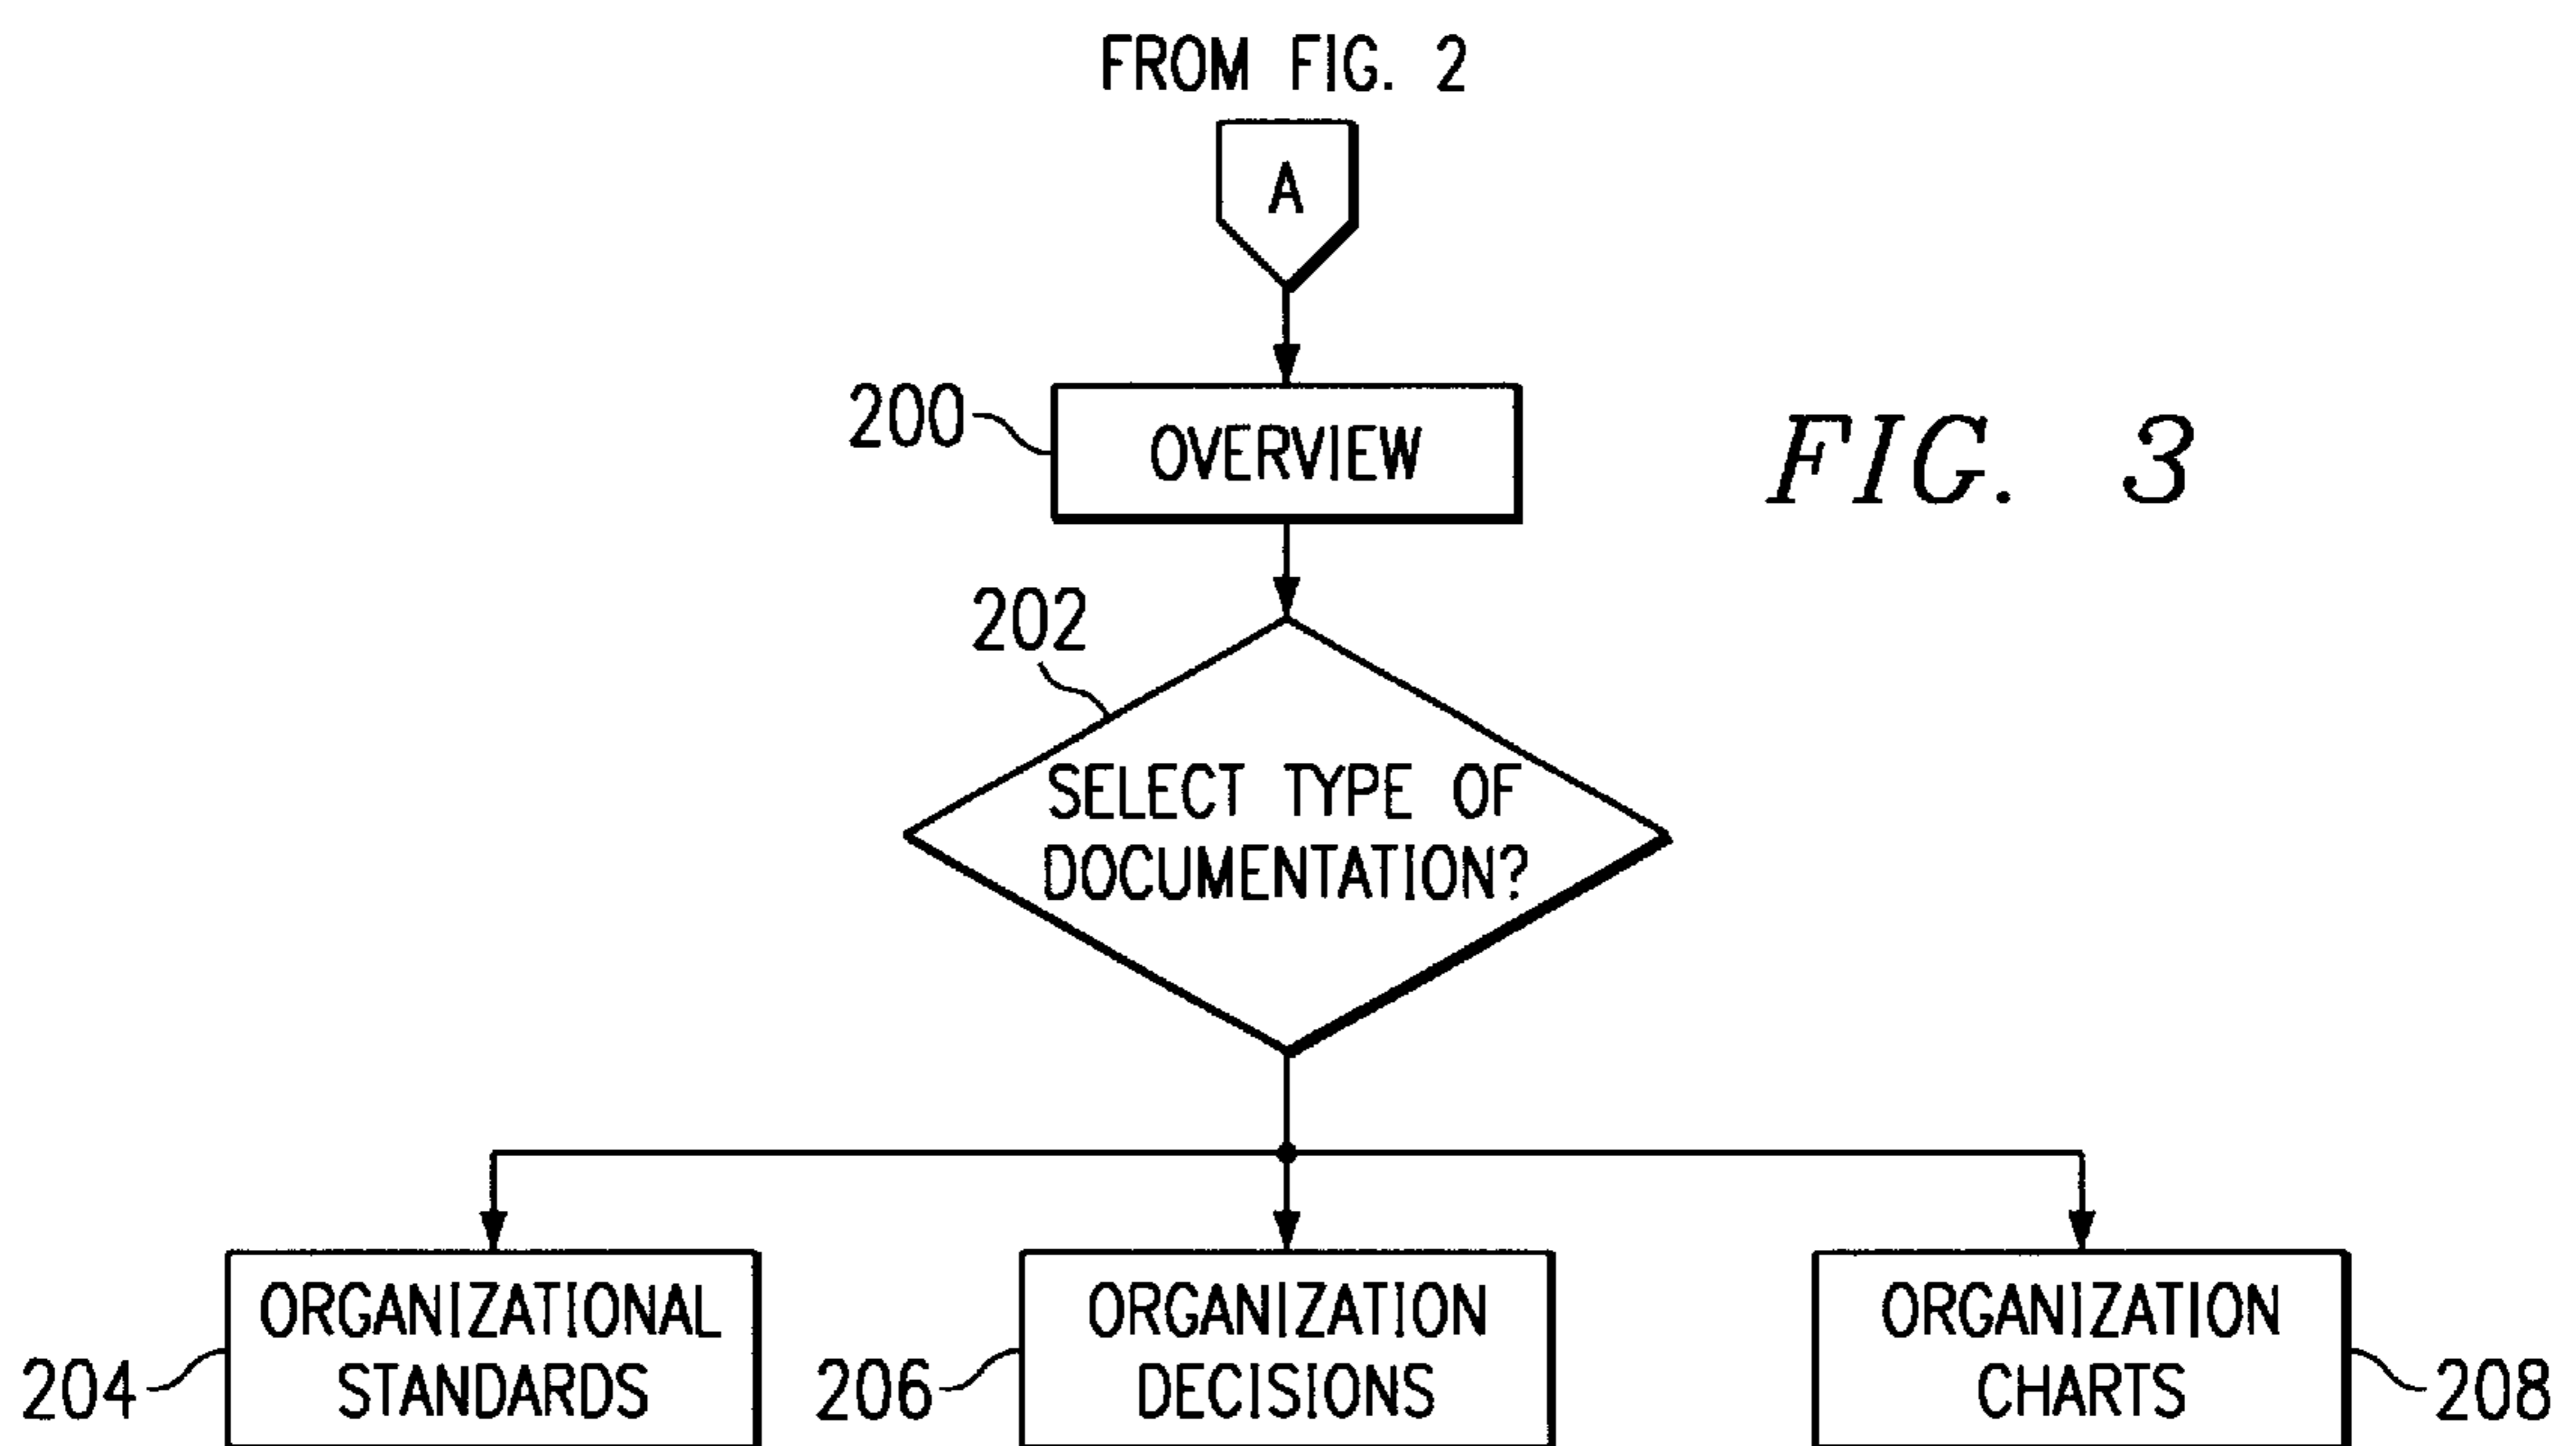 FROM FIG. 2
A
200
OVERVIEW
FIG. 3
202
SELECT TYPE OF
DOCUMENTATION?
ORGANIZATIONAL
STANDARDS
204
ORGANIZATION
DECISIONS
206
ORGANIZATION
CHARTS
208